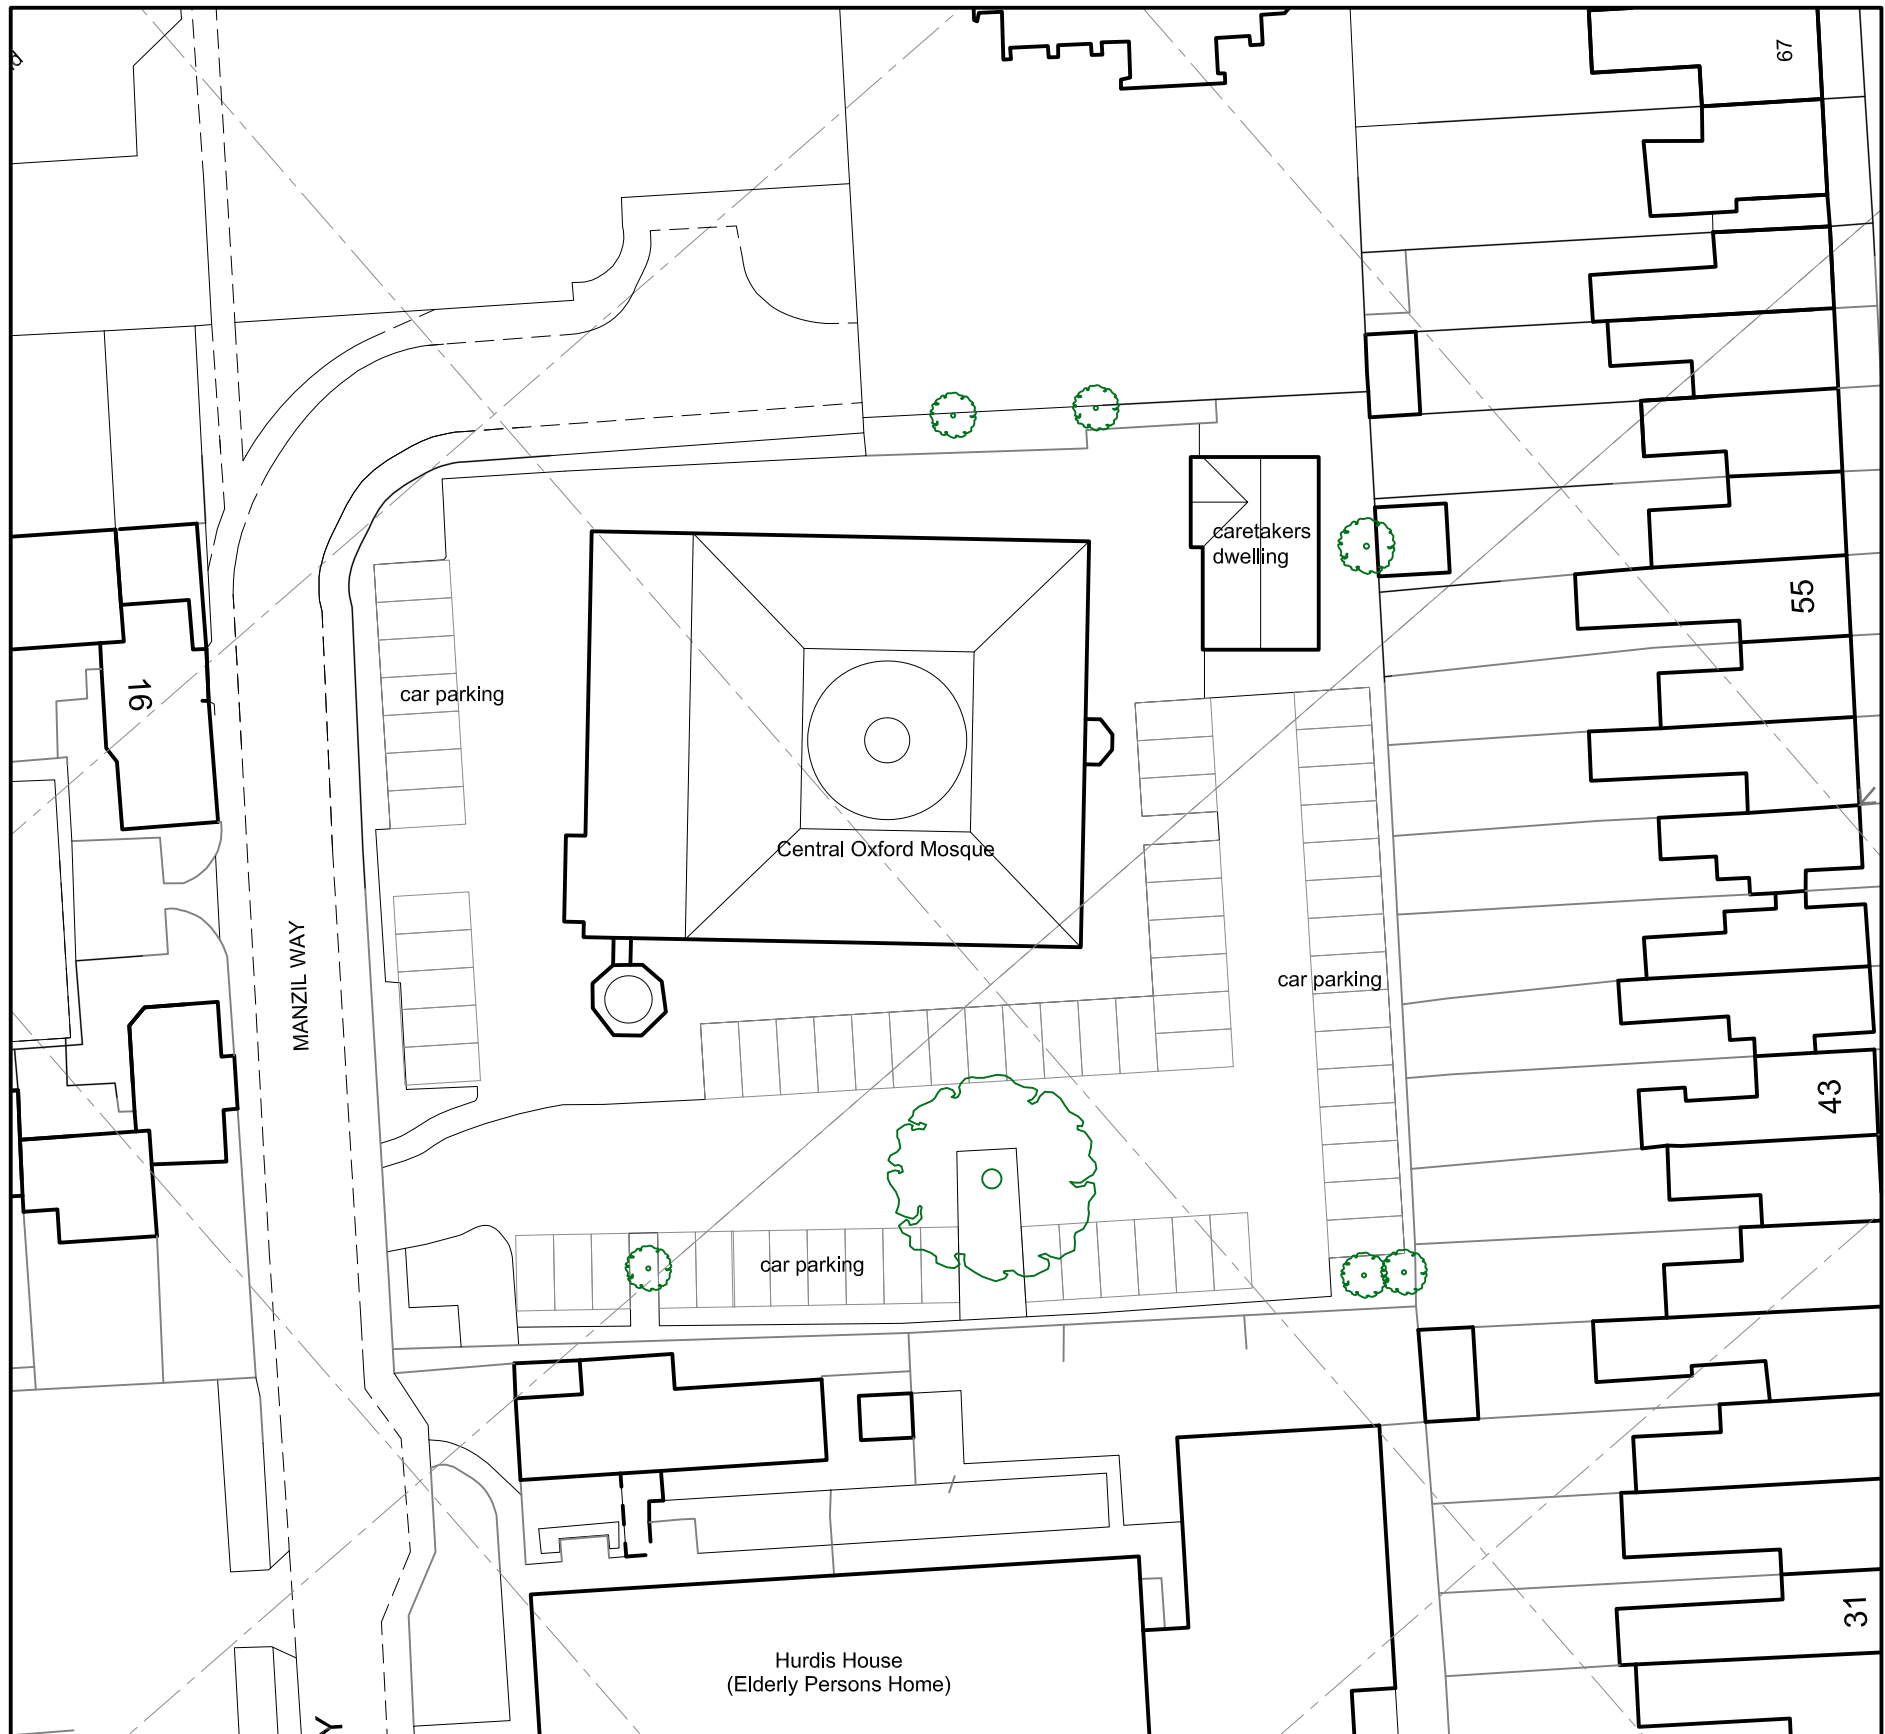 67
caretakers
dwelling
55
16
car parking
Central Oxford Mosque
MANZIL WAY
car parking
43
car parking
31
Hurdis House
(Elderly Persons Home)
Y